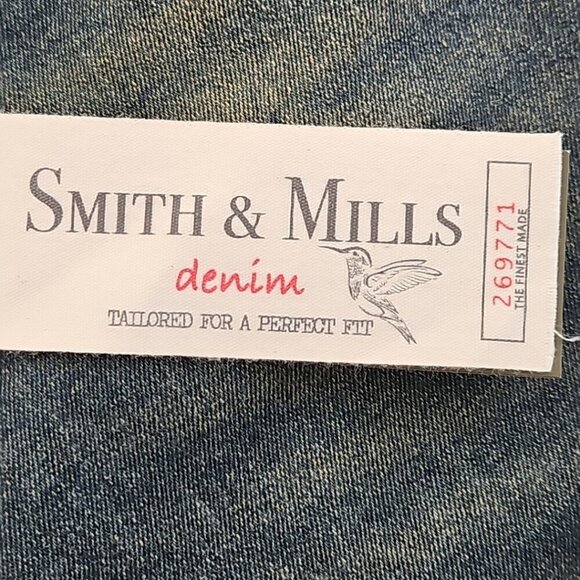 SMITH & MILLS
denim
TAILORED FOR A PERFECT FIT
269771
THE FINEST MADE